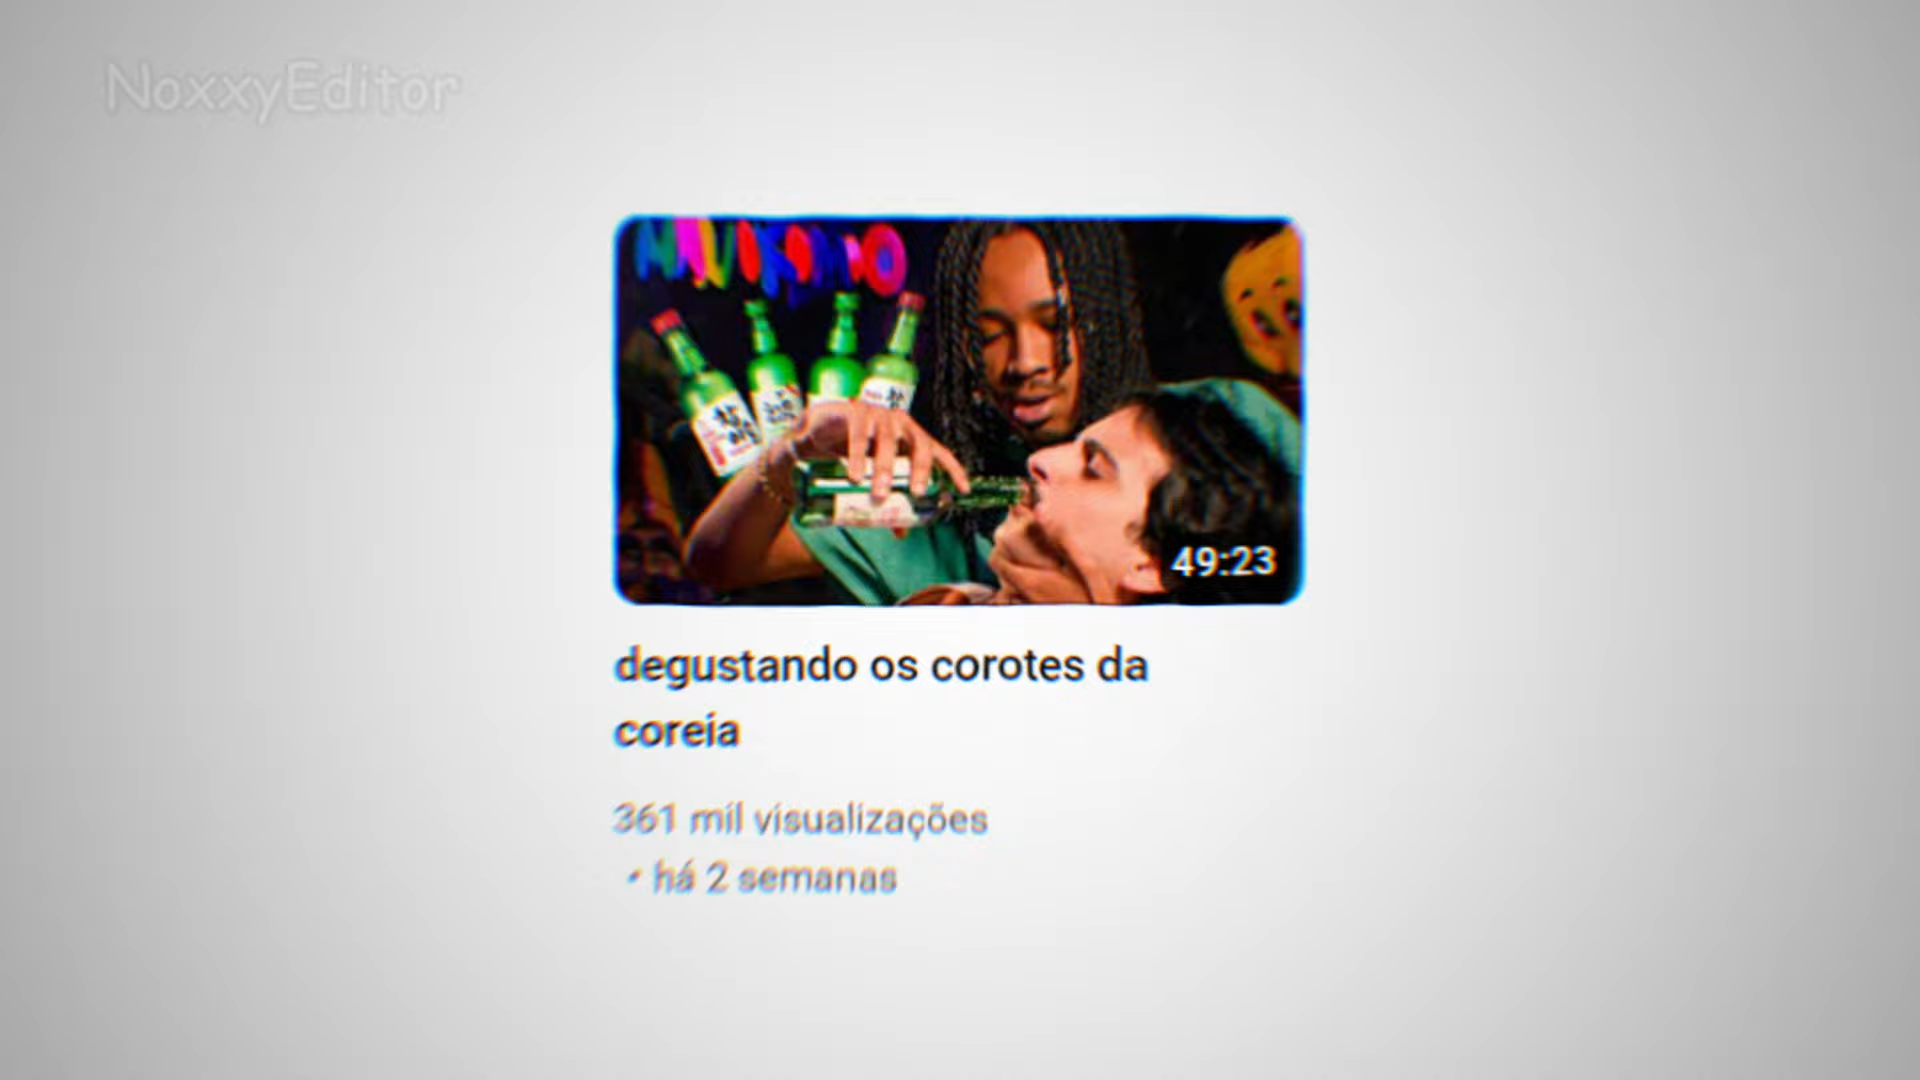 NoxxyEditor
49:23
degustando os corotes da
coreia
361 mil visualizações
• há 2 semanas